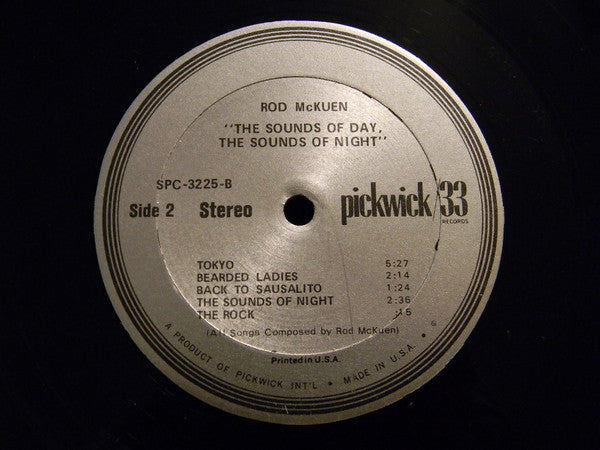 ROD McKUEN
"THE SOUNDS OF DAY,
THE SOUNDS OF NIGHT"
SPC-3225-B
Side 2 Stereo
pickwick/33
RECORDS
TOKYO 5:27
BEARDED LADIES 2:14
BACK TO SAUSALITO 1:24
THE SOUNDS OF NIGHT 2:36
THE ROCK
(All Songs Composed by Rod McKuen)
Printed in U.S.A.
A PRODUCT OF PICKWICK INT'L • MADE IN U.S.A. •